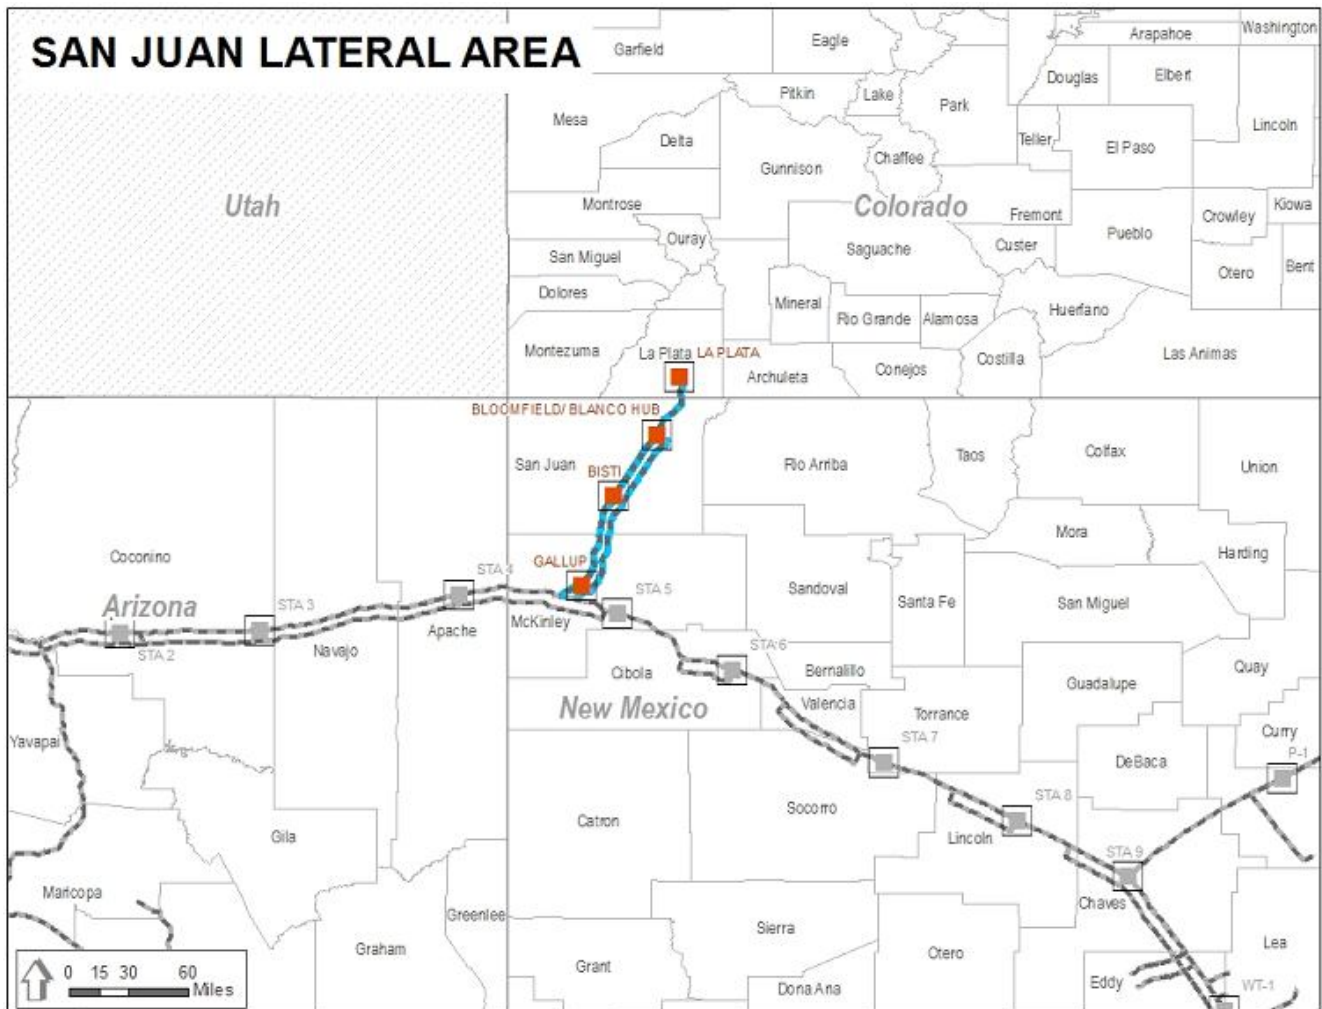 SAN JUAN LATERAL AREA
Garfield
Eagle
Arapahoe
Washington
Douglas
Elbert
Pitkin
Lake
Park
Mesa
Lincoln
Teller
Delta
El Paso
Chaffee
Gunnison
Utah
Montrose
Colorado
Fremont
Crowley
Kiowa
Ouray
Pueblo
San Miguel
Saguache
Custer
Otero
Bent
Dolores
Mineral
Rio Grande
Alamosa
Huerfano
Montezuma
La Plata LA PLATA
Costilla
Las Animas
Archuleta
Conejos
BLOOMFIELD/ BLANCO HUB
San Juan
BISTI
Rio Arriba
Taos
Colfax
Union
Mora
Harding
Coconino
GALLUP
STA 4
STA 5
Sandoval
Santa Fe
San Miguel
Arizona
STA 3
McKinley
Apache
STA 2
Navajo
STA 6
Cibola
Bernalillo
Quay
Guadalupe
New Mexico
Valencia
Torrance
Yavapai
STA 7
Curry
P-1
DeBaca
Socorro
STA 8
Catron
Lincoln
Gila
STA 9
Maricopa
Chaves
Greenlee
Sierra
Graham
Otero
Lea
Grant
Eddy
WT-1
Dona Ana
0 15 30 60
Miles